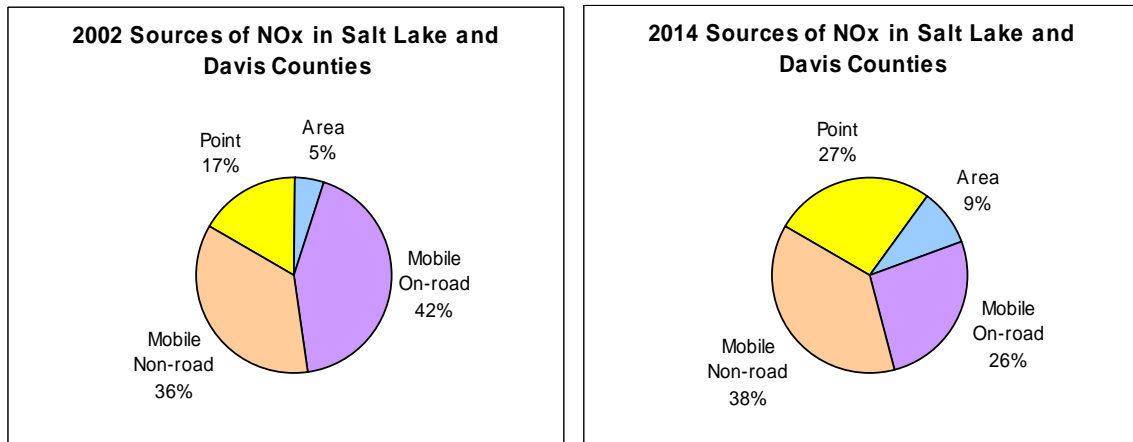 2002 Sources of NOx in Salt Lake and
Davis Counties
Point
17%
Area
5%
Mobile
On-road
42%
Mobile
Non-road
36%
2014 Sources of NOx in Salt Lake and
Davis Counties
Point
27%
Area
9%
Mobile
On-road
26%
Mobile
Non-road
38%